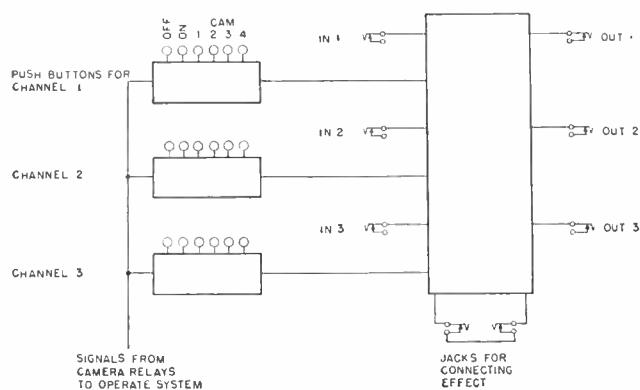 CAM
OFF
ON
1
2
3
4
PUSH BUTTONS FOR
CHANNEL 1
CHANNEL 2
CHANNEL 3
IN 1
IN 2
IN 3
OUT 1
OUT 2
OUT 3
SIGNALS FROM
CAMERA RELAYS
TO OPERATE SYSTEM
JACKS FOR
CONNECTING
EFFECT